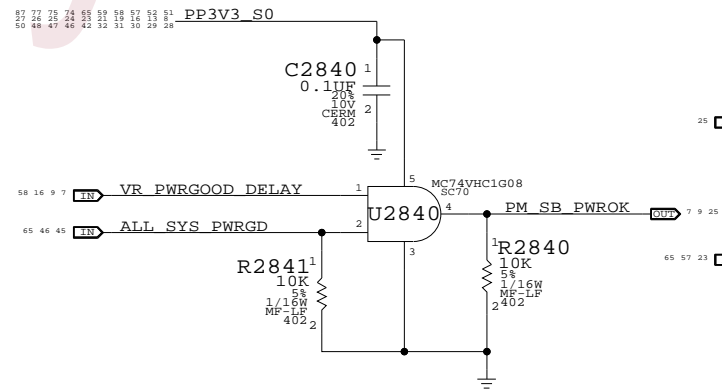 87 77 75 74 65 59 58 57 52 51
27 26 25 24 23 21 19 16 13 8
50 48 47 46 42 32 31 30 29 28
PP3V3_S0
C2840
1
0.1UF
20%
10V
CERM
402
2
25
5
MC74VHC1G08
SC70
58 16 9 7 IN VR_PWRGOOD_DELAY 1
U2840
4 PM_SB_PWROK OUT 7 9 25
65 46 45 IN ALL_SYS_PWRGD 2
3
R2841
1
10K
5%
1/16W
MF-LF
402
2
R2840
1
10K
5%
1/16W
MF-LF
402
2
65 57 23